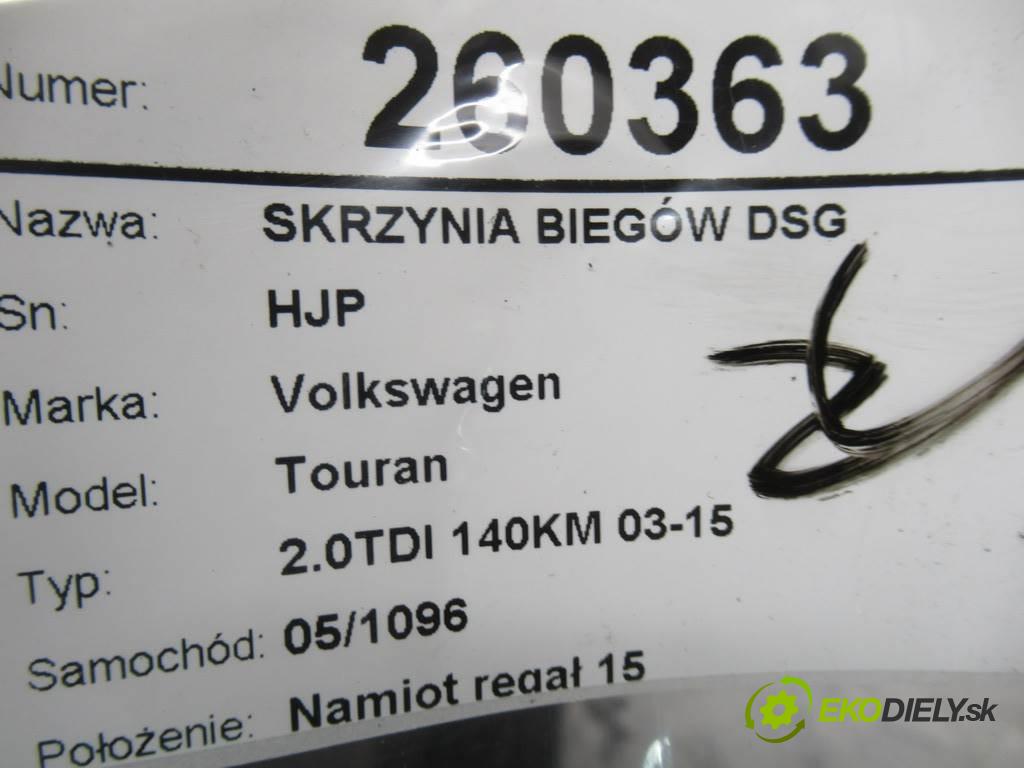 Numer: 260363
Nazwa: SKRZYNIA BIEGÓW DSG
Sn: HJP
Marka: Volkswagen
Model: Touran
Typ: 2.0TDI 140KM 03-15
Samochód: 05/1096
Położenie: Namiot regał 15
EKODIELY.sk